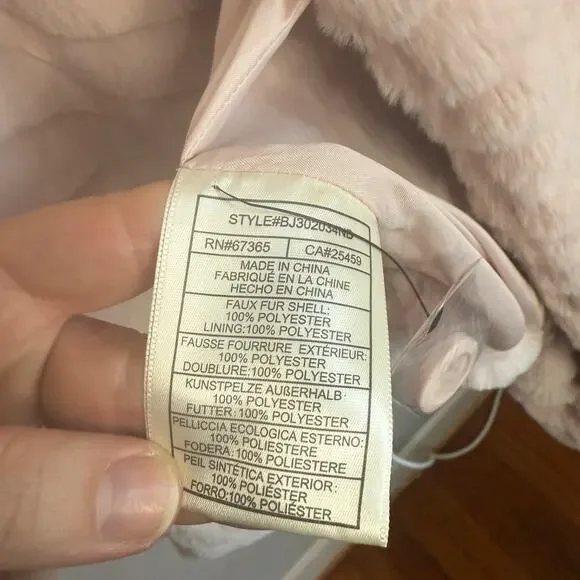 STYLE#BJ302034NB
RN#67365 CA#25459
MADE IN CHINA
FABRIQUÉ EN LA CHINE
HECHO EN CHINA
FAUX FUR SHELL:
100% POLYESTER
LINING:100% POLYESTER
FAUSSE FOURRURE EXTÉRIEUR:
100% POLYESTER
DOUBLURE:100% POLYESTER
KUNSTPELZE AUßERHALB:
100% POLYESTER
FUTTER:100% POLYESTER
PELLICCIA ECOLOGICA ESTERNO:
100% POLIESTERE
FODERA:100% POLIESTERE
PEIL SINTÉTICA EXTERIOR:
100% POLIÉSTER
FORRO:100% POLIÉSTER